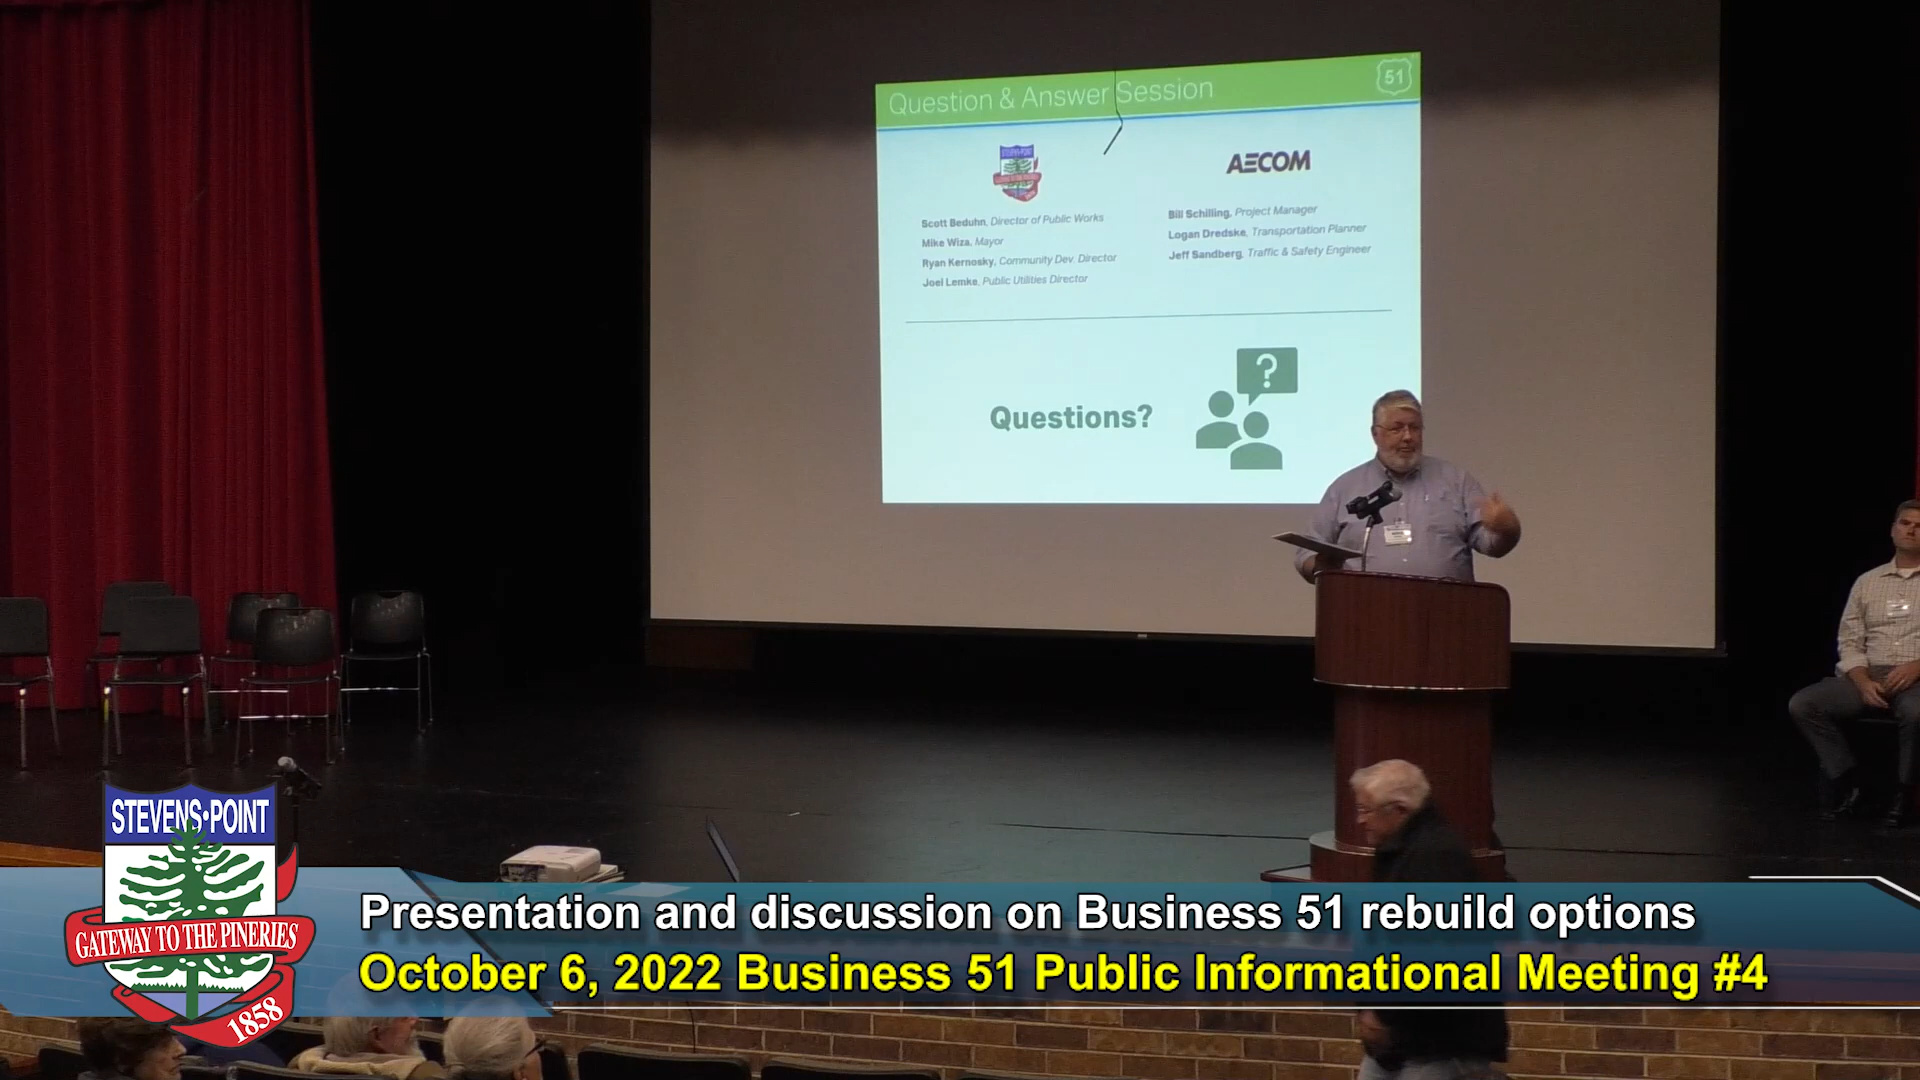 Question & Answer Session
51
STEVENS POINT
AECOM
Scott Beduhn, Director of Public Works
Mike Wiza, Mayor
Ryan Kernosky, Community Dev. Director
Joel Lemke, Public Utilities Director
Bill Schilling, Project Manager
Logan Dredske, Transportation Planner
Jeff Sandberg, Traffic & Safety Engineer
?
Questions?
STEVENS•POINT
GATEWAY TO THE PINERIES
1858
Presentation and discussion on Business 51 rebuild options
October 6, 2022 Business 51 Public Informational Meeting #4